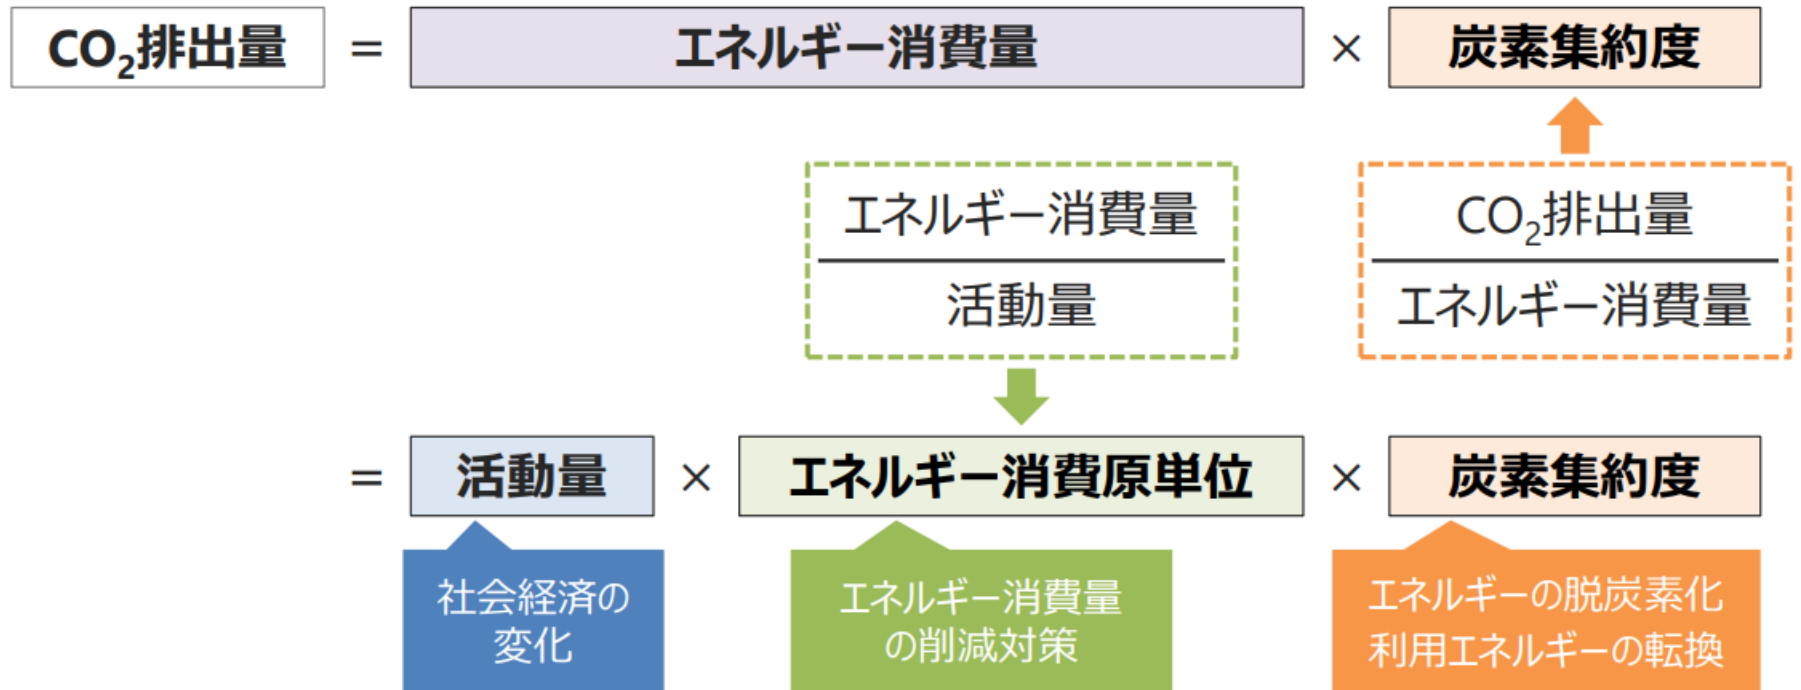 CO₂排出量 = エネルギー消費量 × 炭素集約度
エネルギー消費量
活動量
CO₂排出量
エネルギー消費量
= 活動量 × エネルギー消費原単位 × 炭素集約度
社会経済の
変化
エネルギー消費量
の削減対策
エネルギーの脱炭素化
利用エネルギーの転換